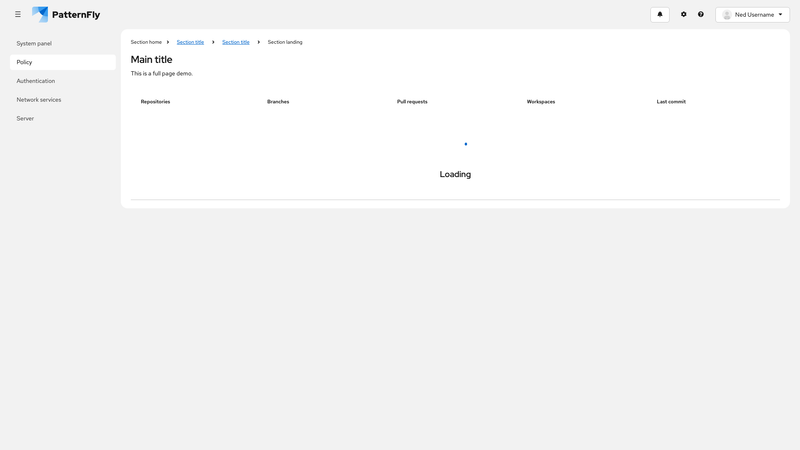 PatternFly
Ned Username
System panel
Policy
Authentication
Network services
Server
Section home
Section title
Section title
Section landing
Main title
This is a full page demo.
Repositories Branches Pull requests Workspaces Last commit
Loading